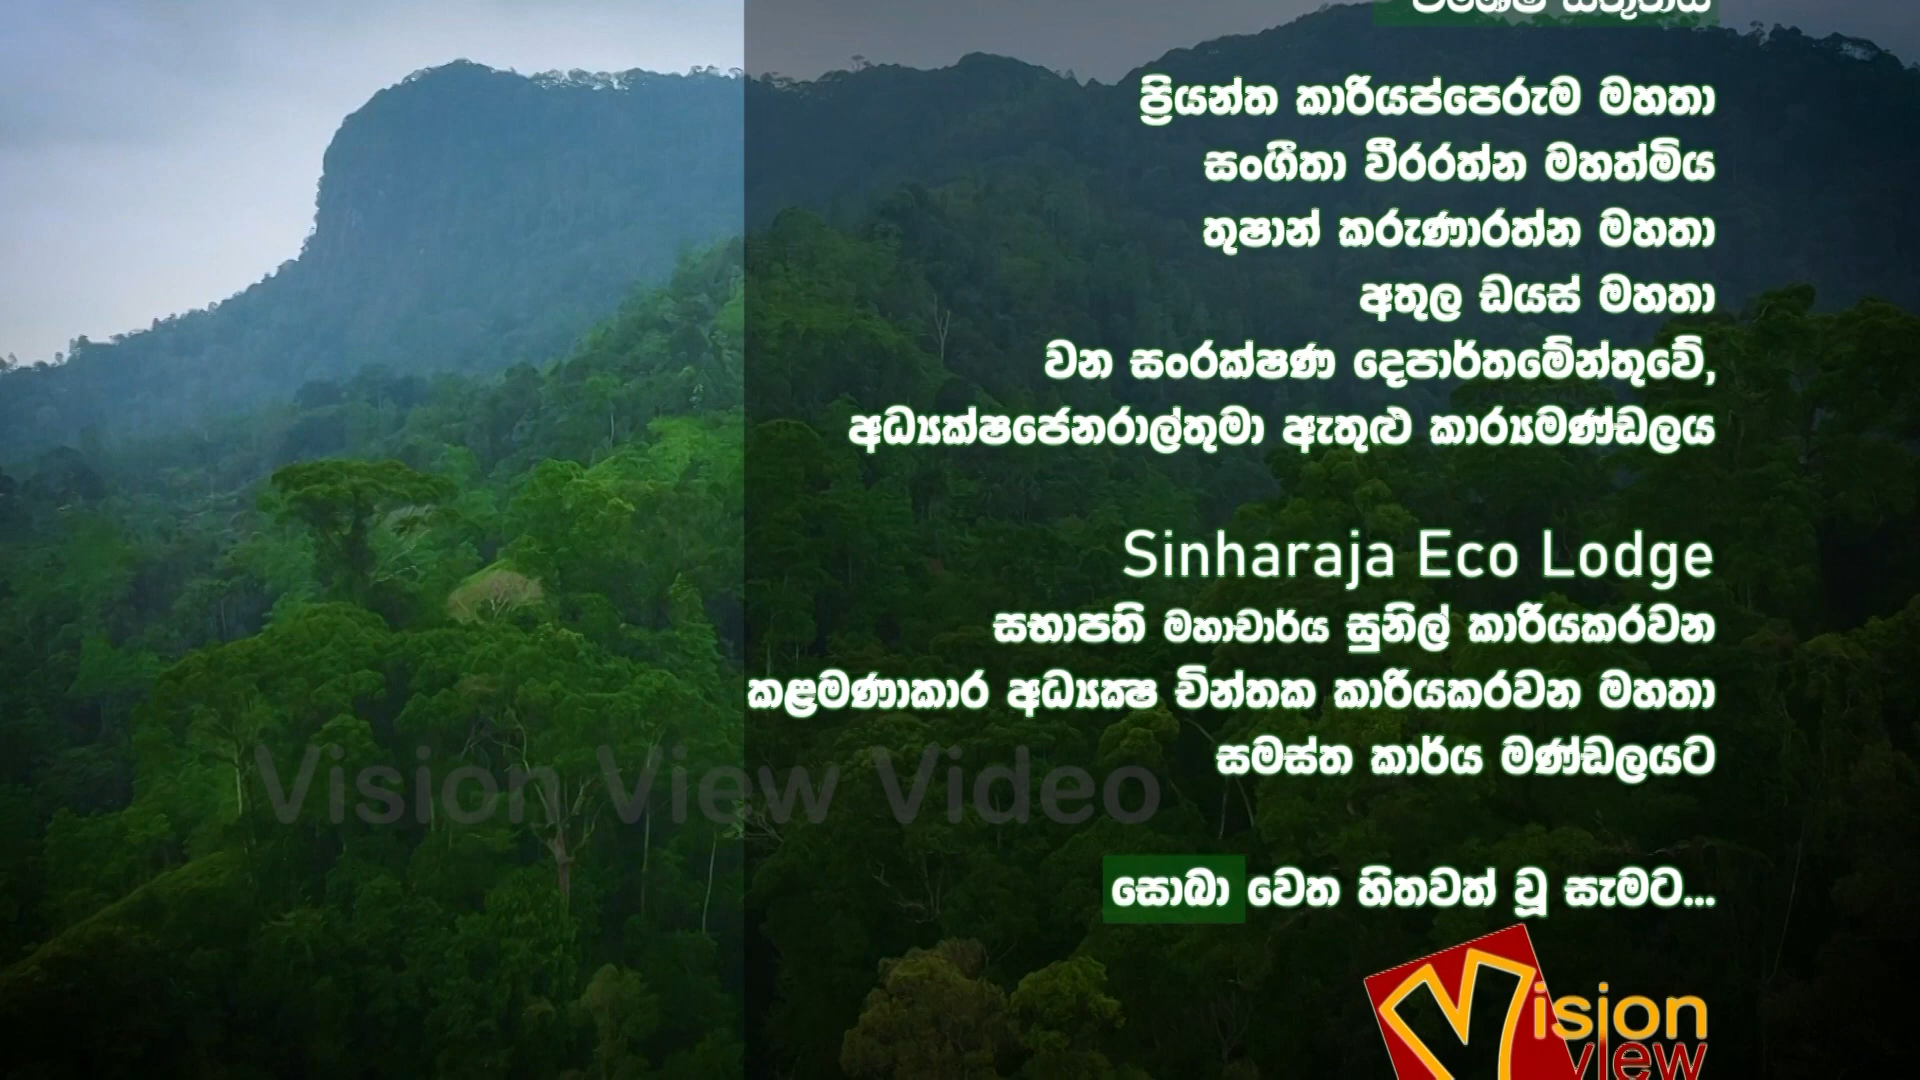 ප්‍රියන්ත කාරියප්පෙරුම මහතා
සංගීතා වීරරත්න මහත්මිය
තුෂාන් කරුණාරත්න මහතා
අතුල ඩයස් මහතා
වන සංරක්ෂණ දෙපාර්තමේන්තුවේ,
අධ්‍යක්ෂජෙනරාල්තුමා ඇතුළු කාර්‍යමණ්ඩලය
Sinharaja Eco Lodge
සභාපති මහාචාර්ය සුනිල් කාරියකරවන
කළමණාකාර අධ්‍යක්‍ෂ චින්තක කාරියකරවන මහතා
සමස්ත කාර්ය මණ්ඩලයට
Vision View Video
සොබා වෙත හිතවත් වූ සැමට...
Vision
view